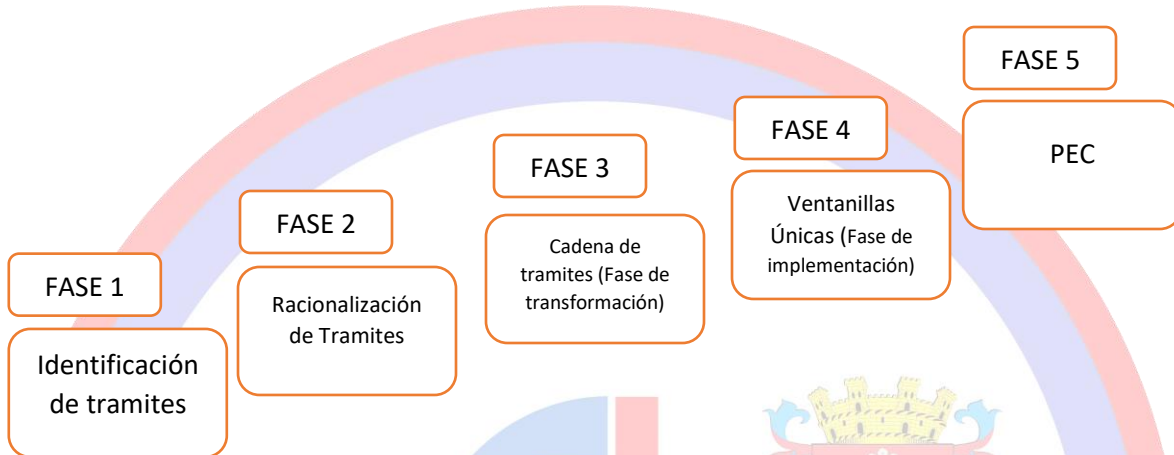 FASE 1
Identificación
de tramites
FASE 2
Racionalización
de Tramites
FASE 3
Cadena de
tramites (Fase de
transformación)
FASE 4
Ventanillas
Únicas (Fase de
implementación)
FASE 5
PEC